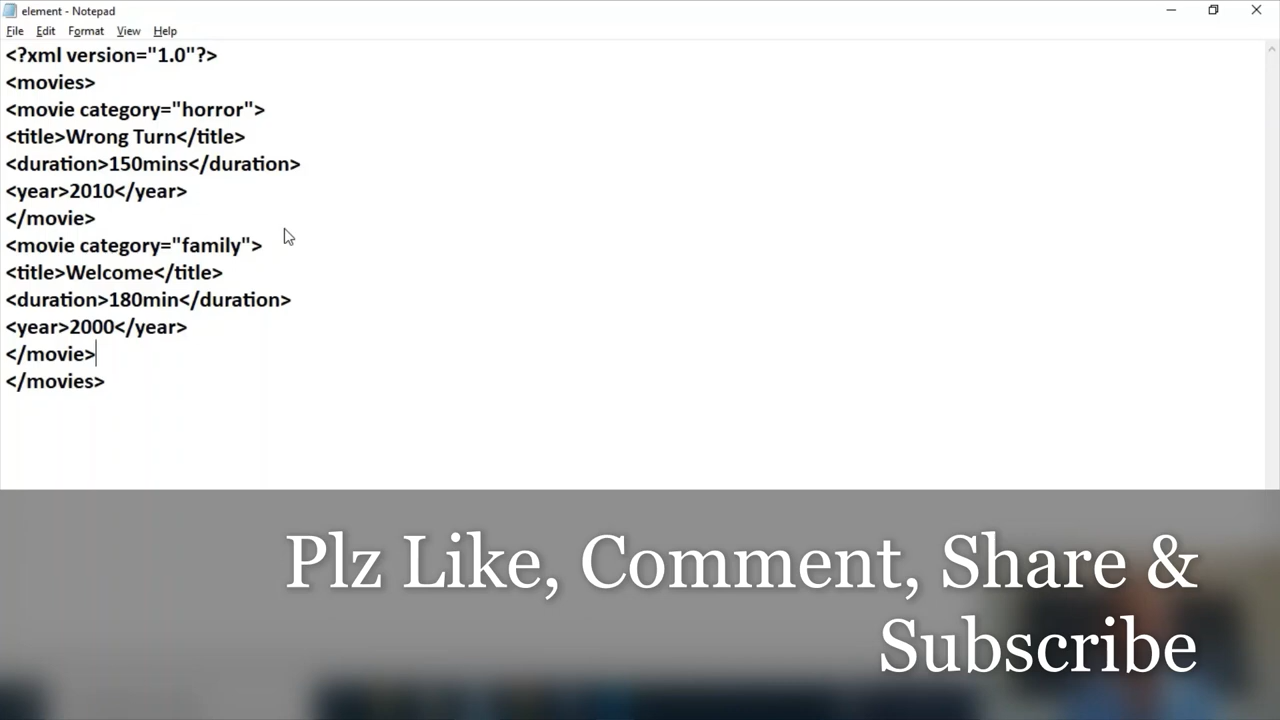 element - Notepad
File Edit Format View Help
<?xml version="1.0"?>
<movies>
<movie category="horror">
<title>Wrong Turn</title>
<duration>150mins</duration>
<year>2010</year>
</movie>
<movie category="family">
<title>Welcome</title>
<duration>180min</duration>
<year>2000</year>
</movie>
</movies>
Plz Like, Comment, Share &
Subscribe